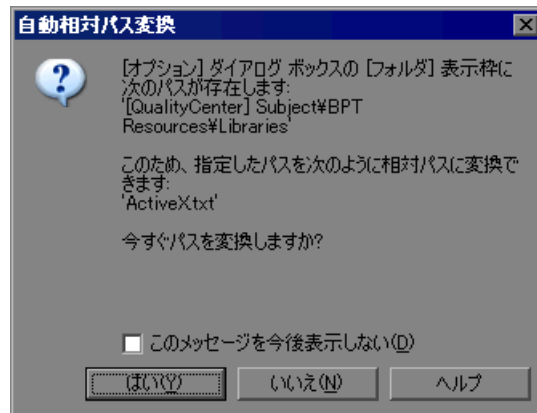 自動相対パス変換
[オプション] ダイアログ ボックスの [フォルダ] 表示枠に
次のパスが存在します:
'[QualityCenter] Subject¥BPT
Resources¥Libraries'
このため、指定したパスを次のように相対パスに変換で
きます:
'ActiveX.txt'
今すぐパスを変換しますか?
このメッセージを今後表示しない(D)
はい(Y) いいえ(N) ヘルプ